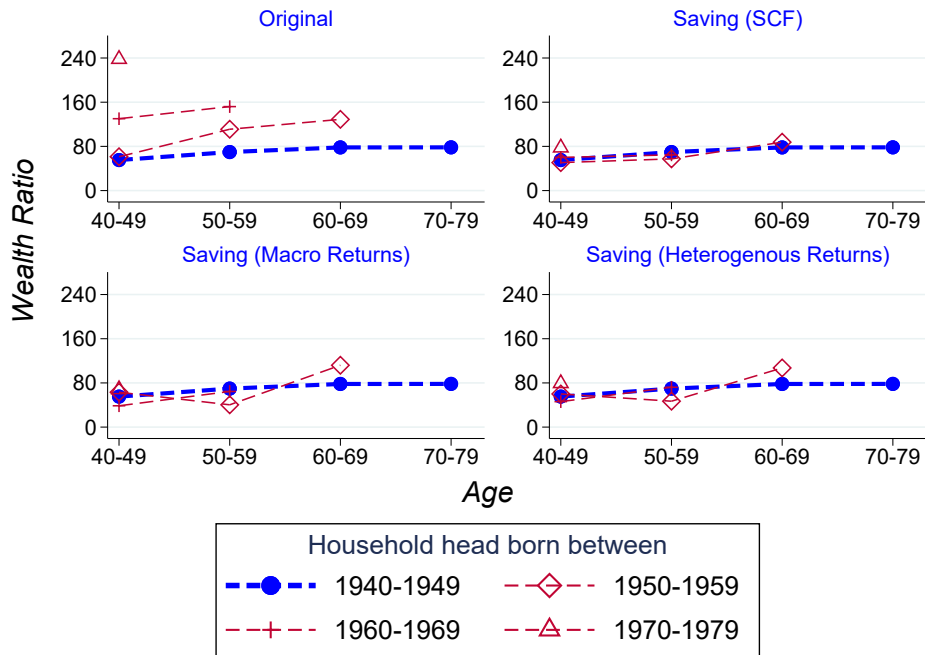 Original
Saving (SCF)
240
160
80
0
40-49 50-59 60-69 70-79
240
160
80
0
40-49 50-59 60-69 70-79
Saving (Macro Returns)
Saving (Heterogenous Returns)
240
160
80
0
40-49 50-59 60-69 70-79
240
160
80
0
40-49 50-59 60-69 70-79
Wealth Ratio
Age
Household head born between
1940-1949
1950-1959
1960-1969
1970-1979